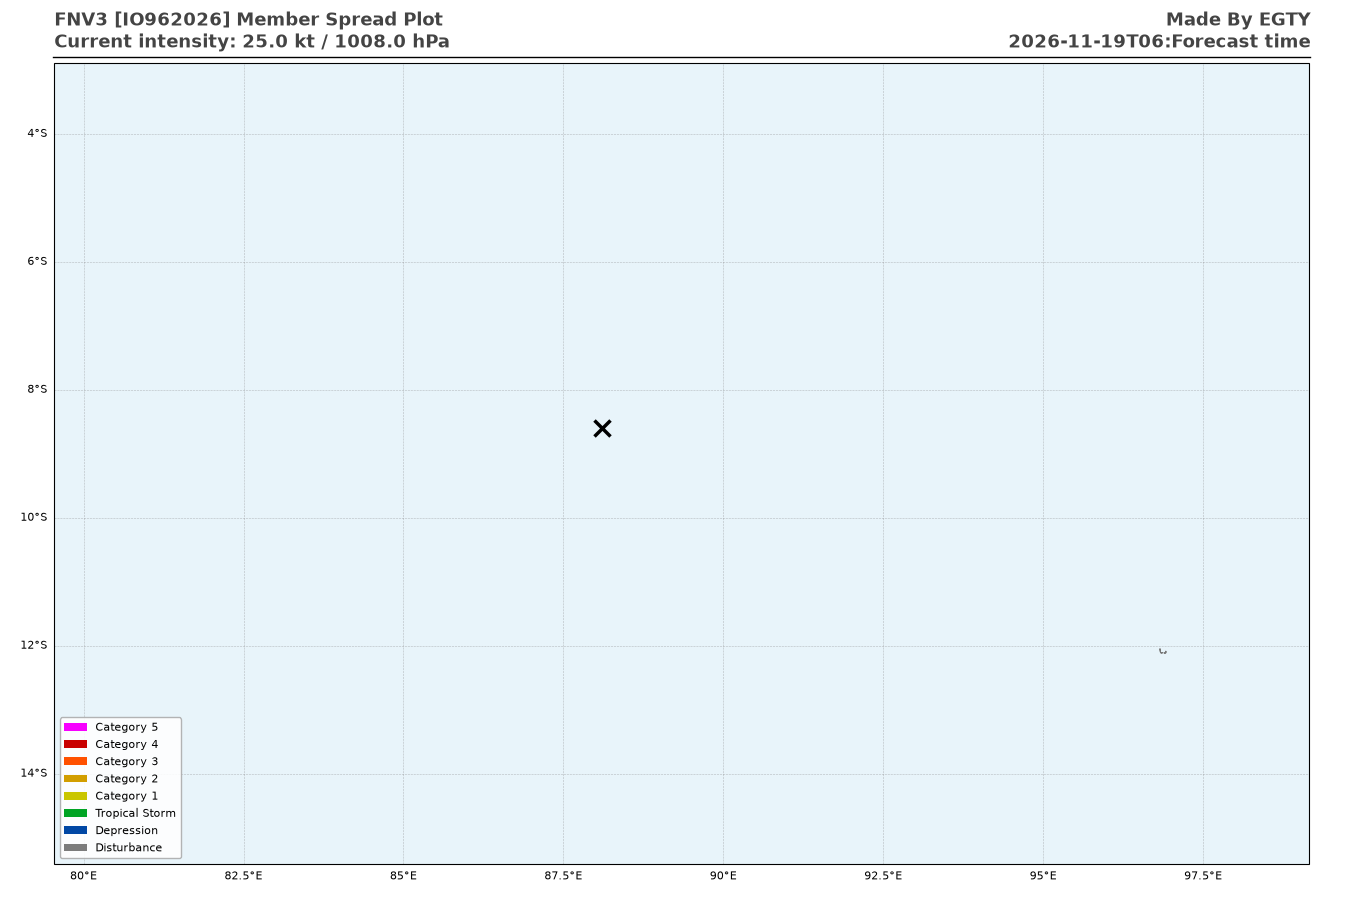 FNV3 [IO962026] Member Spread Plot
Current intensity: 25.0 kt / 1008.0 hPa
Made By EGTY
2026-11-19T06:Forecast time
4°S
6°S
8°S
10°S
12°S
14°S
Category 5
Category 4
Category 3
Category 2
Category 1
Tropical Storm
Depression
Disturbance
80°E
82.5°E
85°E
87.5°E
90°E
92.5°E
95°E
97.5°E